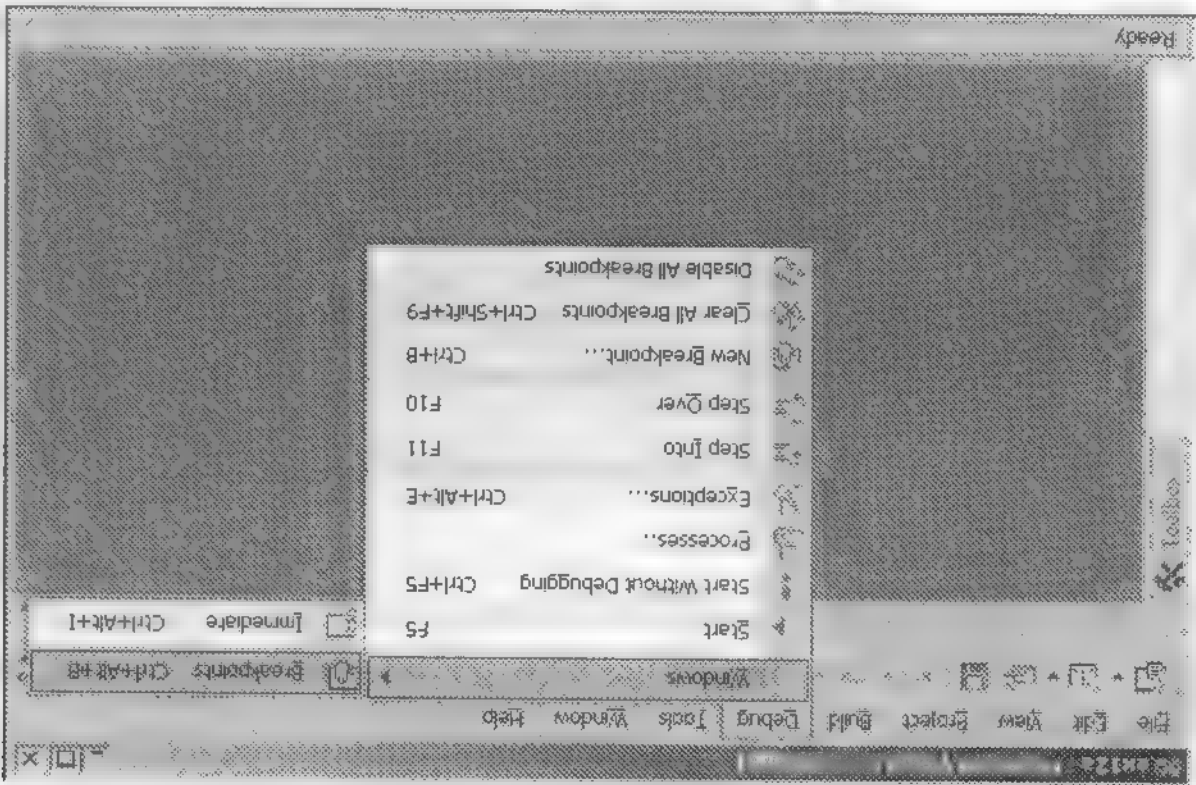 File Edit View Project Build Debug Tools Window Help
Windows
Breakpoints Ctrl+Alt+B
Immediate Ctrl+Alt+I
Start F5
Start Without Debugging Ctrl+F5
Processes...
Exceptions... Ctrl+Alt+E
Step Into F11
Step Over F10
New Breakpoint... Ctrl+B
Clear All Breakpoints Ctrl+Shift+F9
Disable All Breakpoints
Toolbox
Ready